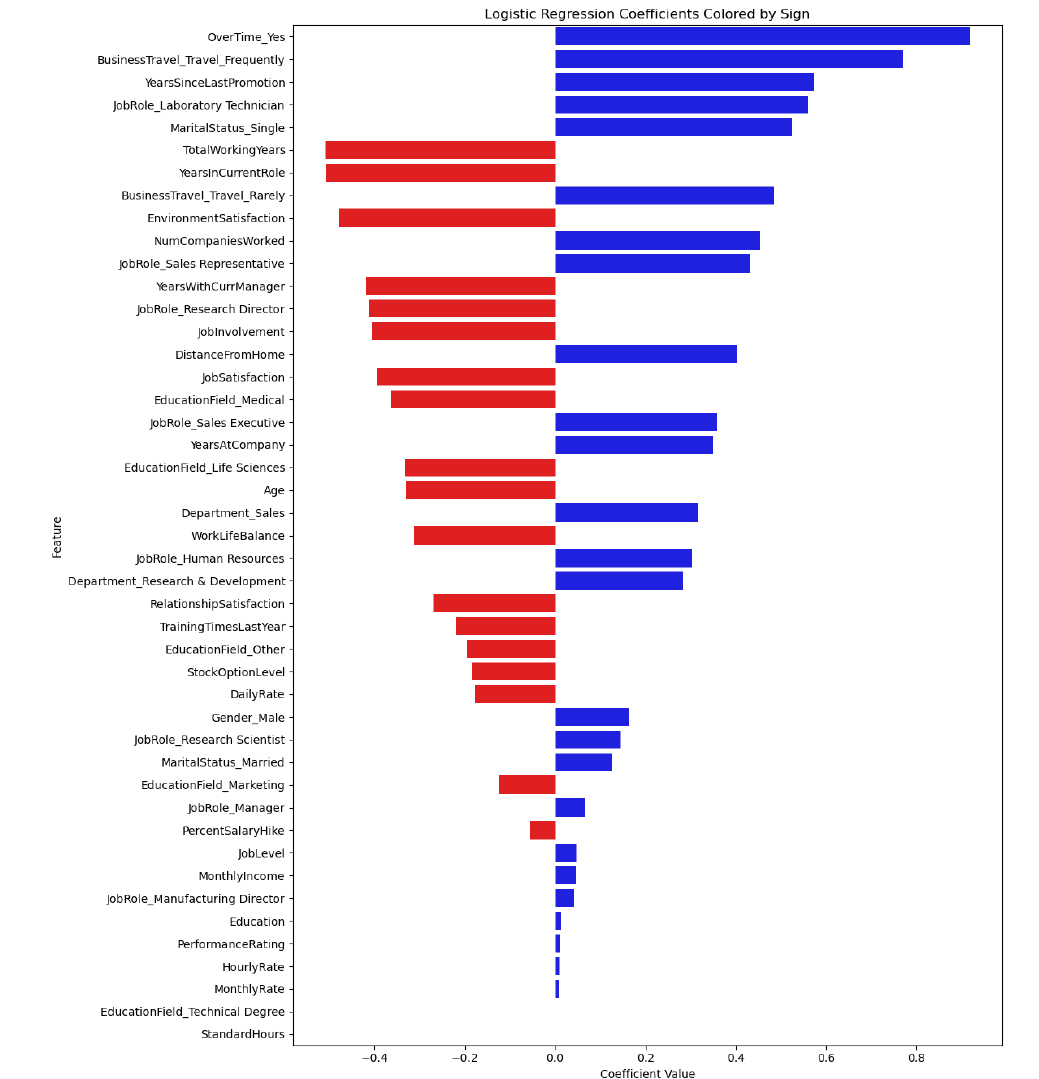 Logistic Regression Coefficients Colored by Sign
OverTime_Yes
BusinessTravel_Travel_Frequently
YearsSinceLastPromotion
JobRole_Laboratory Technician
MaritalStatus_Single
TotalWorkingYears
YearsInCurrentRole
BusinessTravel_Travel_Rarely
EnvironmentSatisfaction
NumCompaniesWorked
JobRole_Sales Representative
YearsWithCurrManager
JobRole_Research Director
JobInvolvement
DistanceFromHome
JobSatisfaction
EducationField_Medical
JobRole_Sales Executive
YearsAtCompany
EducationField_Life Sciences
Age
Department_Sales
WorkLifeBalance
JobRole_Human Resources
Department_Research & Development
RelationshipSatisfaction
TrainingTimesLastYear
EducationField_Other
StockOptionLevel
DailyRate
Gender_Male
JobRole_Research Scientist
MaritalStatus_Married
EducationField_Marketing
JobRole_Manager
PercentSalaryHike
JobLevel
MonthlyIncome
JobRole_Manufacturing Director
Education
PerformanceRating
HourlyRate
MonthlyRate
EducationField_Technical Degree
StandardHours
Feature
−0.4 −0.2 0.0 0.2 0.4 0.6 0.8
Coefficient Value